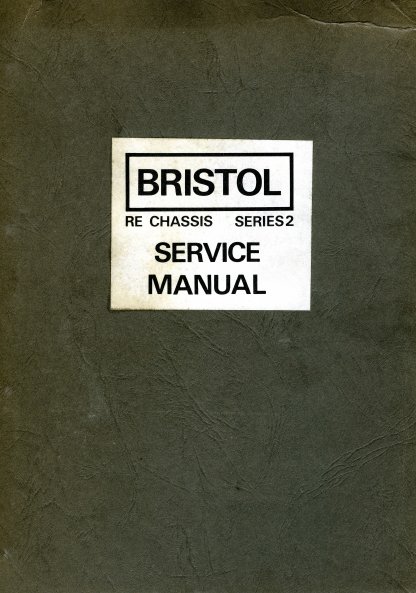 BRISTOL
RE CHASSIS SERIES2
SERVICE
MANUAL